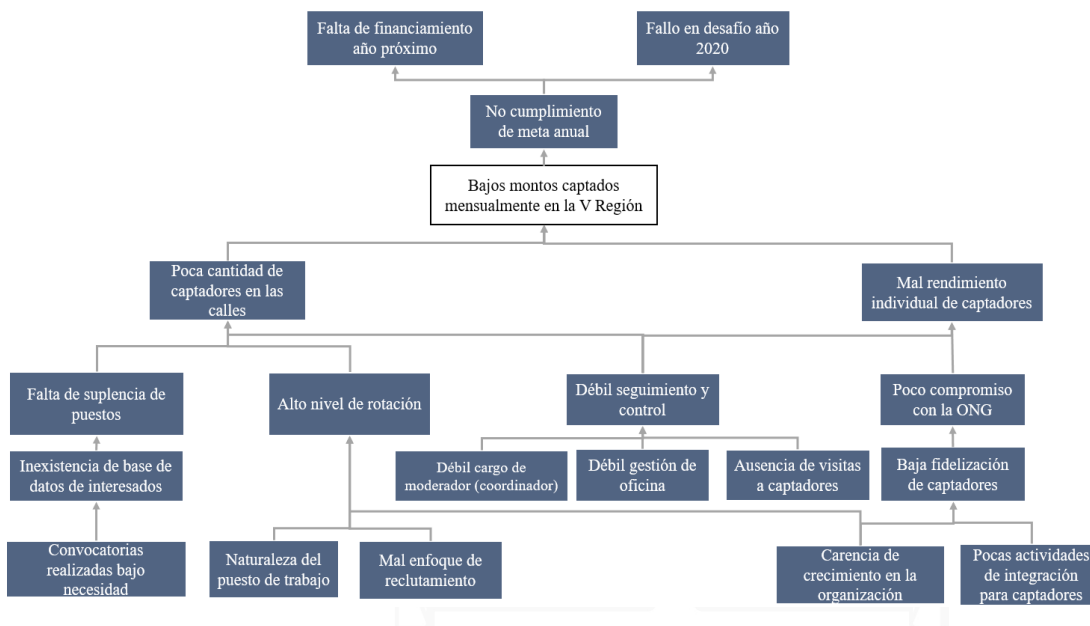 Falta de financiamiento
año próximo
Fallo en desafío año
2020
No cumplimiento
de meta anual
Bajos montos captados
mensualmente en la V Región
Poca cantidad de
captadores en las
calles
Mal rendimiento
individual de captadores
Falta de suplencia de
puestos
Alto nivel de rotación
Débil seguimiento y
control
Poco compromiso
con la ONG
Inexistencia de base de
datos de interesados
Débil cargo de
moderador (coordinador)
Débil gestión de
oficina
Ausencia de visitas
a captadores
Baja fidelización
de captadores
Convocatorias
realizadas bajo
necesidad
Naturaleza del
puesto de trabajo
Mal enfoque de
reclutamiento
Carencia de
crecimiento en la
organización
Pocas actividades
de integración
para captadores